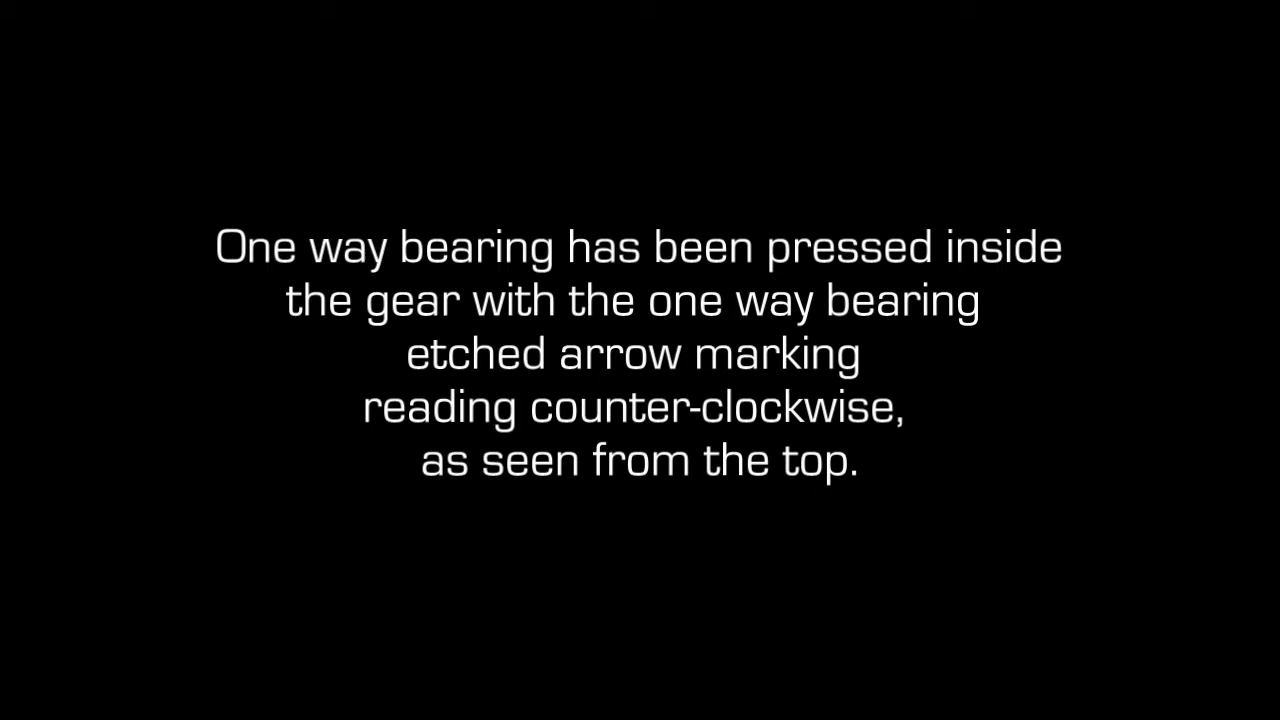 One way bearing has been pressed inside
the gear with the one way bearing
etched arrow marking
reading counter-clockwise,
as seen from the top.